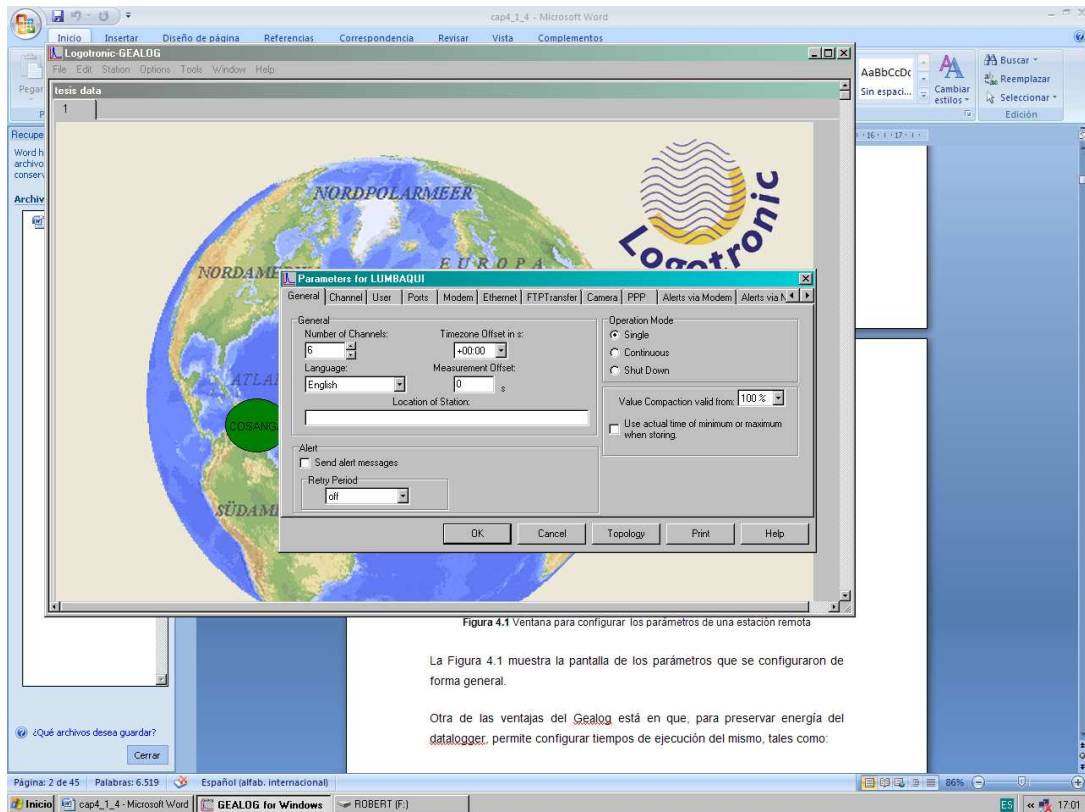 cap4_1_4 - Microsoft Word
Inicio Insertar Diseño de página Referencias Correspondencia Revisar Vista Complementos
Logotronic-GEALOG
File Edit Station Options Tools Window Help
Pegar
tesis data
1
AaBbCcDc
Sin espaci...
Cambiar
estilos
Buscar
Reemplazar
Seleccionar
Edición
Recupe
Word h
archivo
conserv
Archiv
16 17
NORDPOLARMEER
NORDAME
EUROPA
ATLA
COSANGA
SÜDAM
Logotronic
Parameters for LUMBAQUI
General Channel User Ports Modem Ethernet FTPTransfer Camera PPP Alerts via Modem Alerts via N
General
Number of Channels: Timezone Offset in s:
6 +00:00
Language: Measurement Offset:
English 0 s
Location of Station:
Operation Mode
Single
Continuous
Shut Down
Value Compaction valid from: 100 %
Use actual time of minimum or maximum
when storing.
Alert
Send alert messages
Retry Period
off
OK Cancel Topology Print Help
Figura 4.1 Ventana para configurar los parámetros de una estación remota
La Figura 4.1 muestra la pantalla de los parámetros que se configuraron de
forma general.
Otra de las ventajas del Gealog está en que, para preservar energía del
datalogger, permite configurar tiempos de ejecución del mismo, tales como:
¿Qué archivos desea guardar?
Cerrar
Página: 2 de 45 Palabras: 6.519 Español (alfab. internacional) 86%
Inicio cap4_1_4 - Microsoft Word GEALOG for Windows ROBERT (F:) ES 17:01